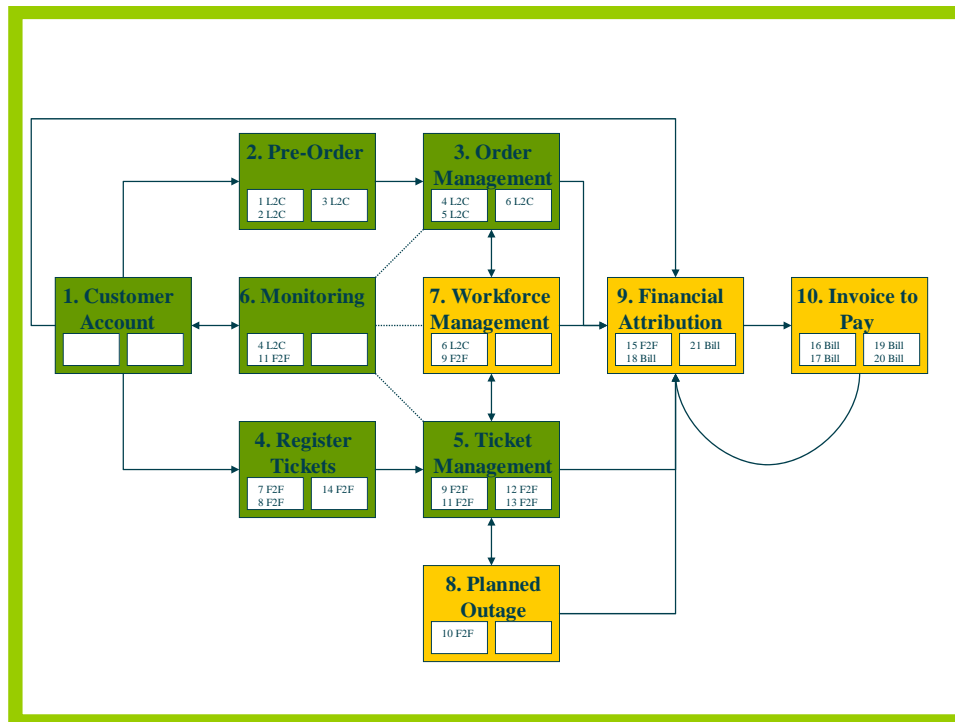 2. Pre-Order
1 L2C
2 L2C
3 L2C
3. Order
Management
4 L2C
5 L2C
6 L2C
1. Customer
Account
6. Monitoring
4 L2C
11 F2F
7. Workforce
Management
6 L2C
9 F2F
9. Financial
Attribution
15 F2F
18 Bill
21 Bill
10. Invoice to
Pay
16 Bill
17 Bill
19 Bill
20 Bill
4. Register
Tickets
7 F2F
8 F2F
14 F2F
5. Ticket
Management
9 F2F
11 F2F
12 F2F
13 F2F
8. Planned
Outage
10 F2F